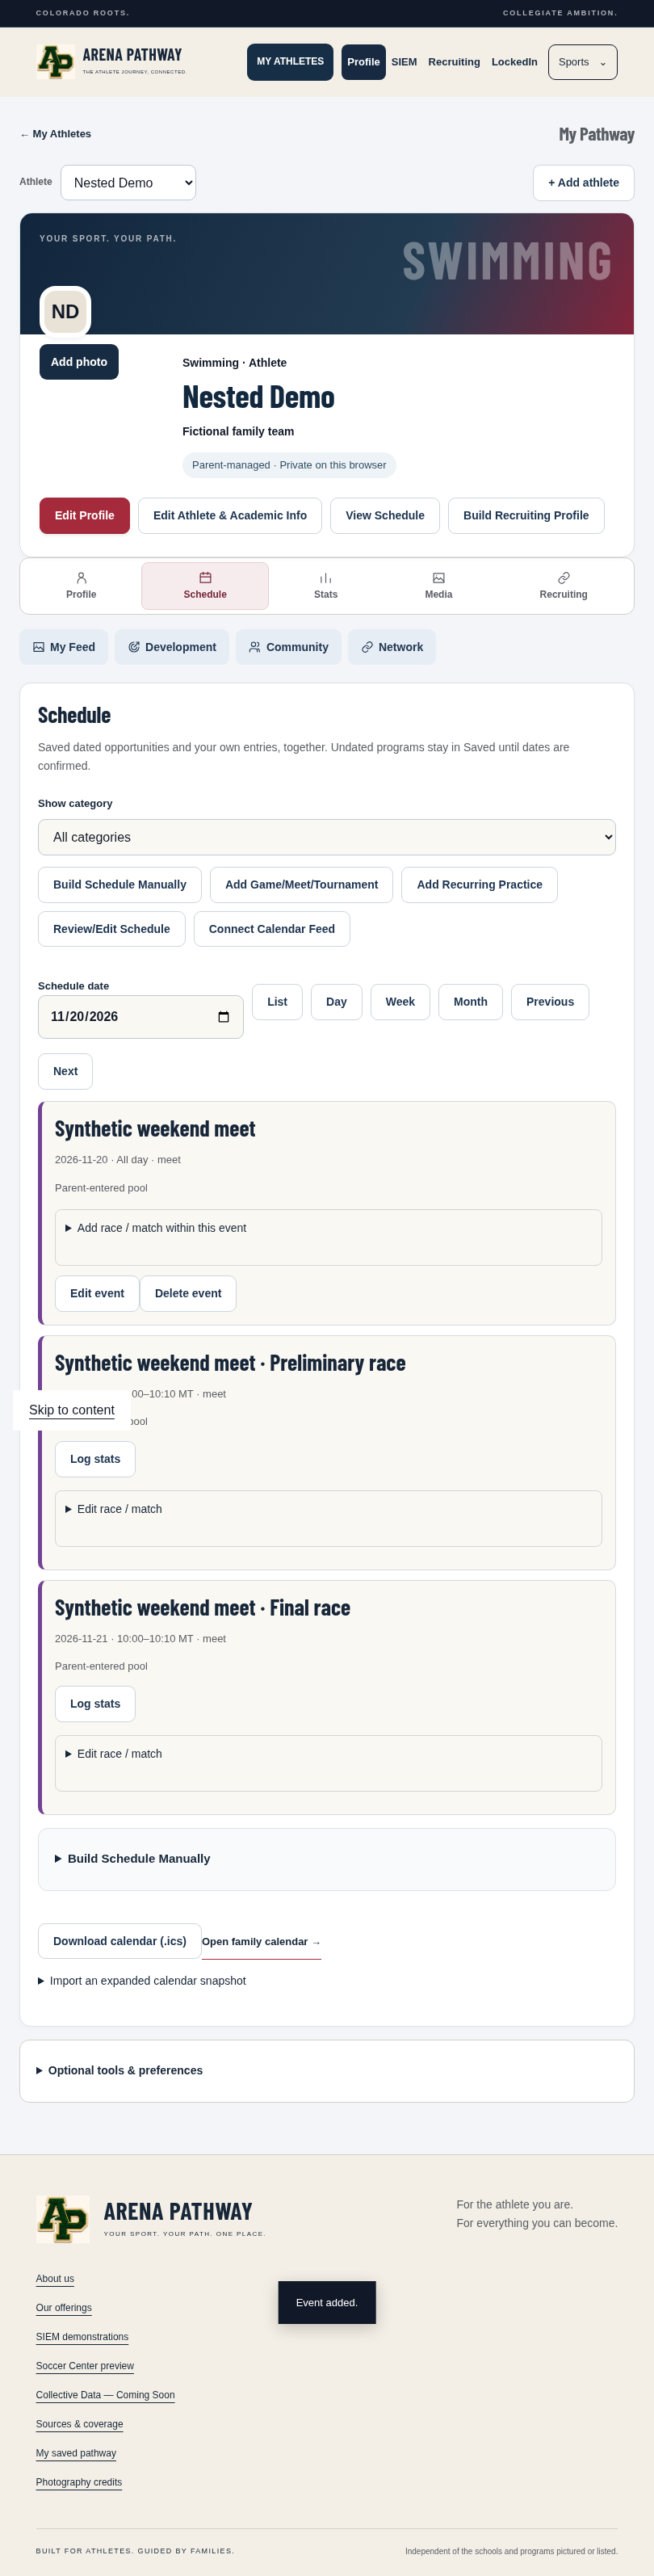 COLORADO ROOTS.
COLLEGIATE AMBITION.
AP
ARENA PATHWAY
THE ATHLETE JOURNEY. CONNECTED.
MY ATHLETES
Profile
SIEM
Recruiting
LockedIn
Sports
← My Athletes
My Pathway
Athlete
Nested Demo
+ Add athlete
YOUR SPORT. YOUR PATH.
SWIMMING
ND
Add photo
Swimming · Athlete
Nested Demo
Fictional family team
Parent-managed · Private on this browser
Edit Profile
Edit Athlete & Academic Info
View Schedule
Build Recruiting Profile
Profile
Schedule
Stats
Media
Recruiting
My Feed
Development
Community
Network
Schedule
Saved dated opportunities and your own entries, together. Undated programs stay in Saved until dates are
confirmed.
Show category
All categories
Build Schedule Manually
Add Game/Meet/Tournament
Add Recurring Practice
Review/Edit Schedule
Connect Calendar Feed
Schedule date
11/20/2026
List
Day
Week
Month
Previous
Next
Synthetic weekend meet
2026-11-20 · All day · meet
Parent-entered pool
Add race / match within this event
Edit event
Delete event
Synthetic weekend meet · Preliminary race
00–10:10 MT · meet
Skip to content
pool
Log stats
Edit race / match
Synthetic weekend meet · Final race
2026-11-21 · 10:00–10:10 MT · meet
Parent-entered pool
Log stats
Edit race / match
Build Schedule Manually
Download calendar (.ics)
Open family calendar →
Import an expanded calendar snapshot
Optional tools & preferences
AP
ARENA PATHWAY
YOUR SPORT. YOUR PATH. ONE PLACE.
For the athlete you are.
For everything you can become.
About us
Our offerings
SIEM demonstrations
Soccer Center preview
Collective Data — Coming Soon
Sources & coverage
My saved pathway
Photography credits
Event added.
BUILT FOR ATHLETES. GUIDED BY FAMILIES.
Independent of the schools and programs pictured or listed.